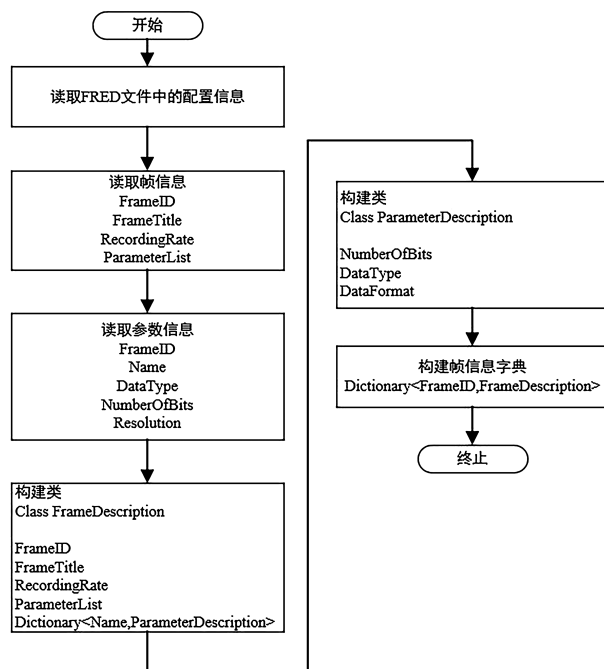 开始
读取FRED文件中的配置信息
读取帧信息
FrameID
FrameTitle
RecordingRate
ParameterList
读取参数信息
FrameID
Name
DataType
NumberOfBits
Resolution
构建类
Class FrameDescription
FrameID
FrameTitle
RecordingRate
ParameterList
Dictionary<Name,ParameterDescription>
构建类
Class ParameterDescription
NumberOfBits
DataType
DataFormat
构建帧信息字典
Dictionary<FrameID,FrameDescription>
终止